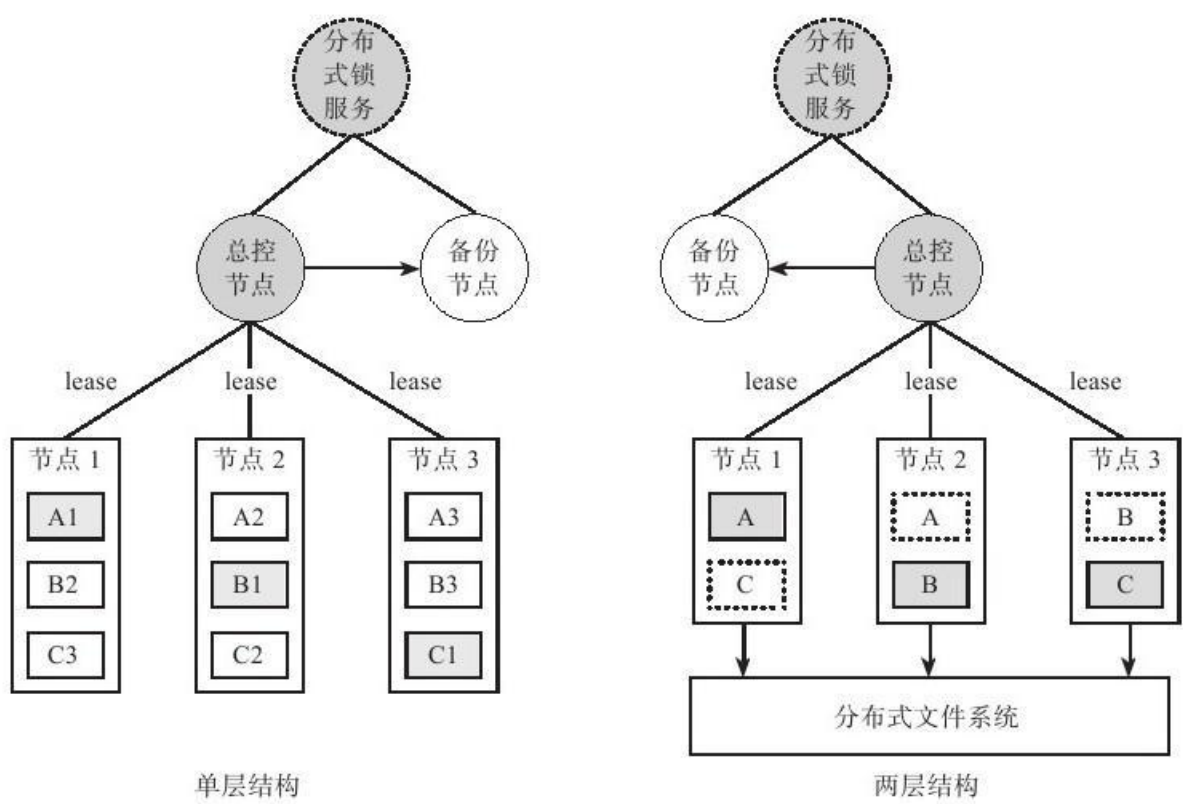 分布
式锁
服务
总控
节点
备份
节点
lease
lease
lease
节点 1
A1
B2
C3
节点 2
A2
B1
C2
节点 3
A3
B3
C1
单层结构
分布
式锁
服务
备份
节点
总控
节点
lease
lease
lease
节点 1
A
C
节点 2
A
B
节点 3
B
C
分布式文件系统
两层结构